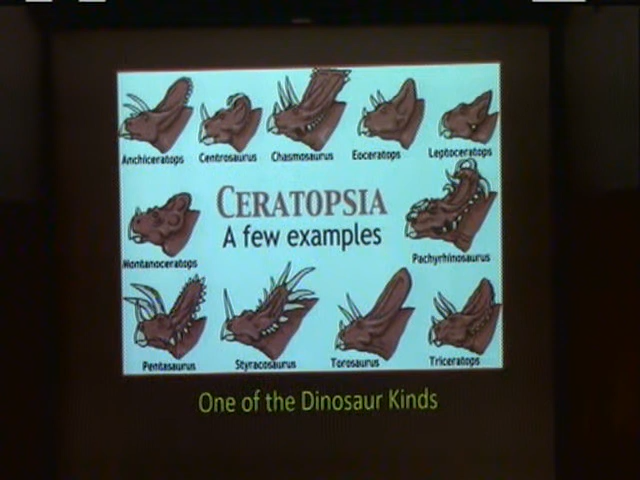 Anchiceratops Centrosaurus Chasmosaurus Eoceratops Leptoceratops
CERATOPSIA
A few examples
Montanoceratops Pachyrhinosaurus
Pentasaurus Styracosaurus Torosaurus Triceratops
One of the Dinosaur Kinds